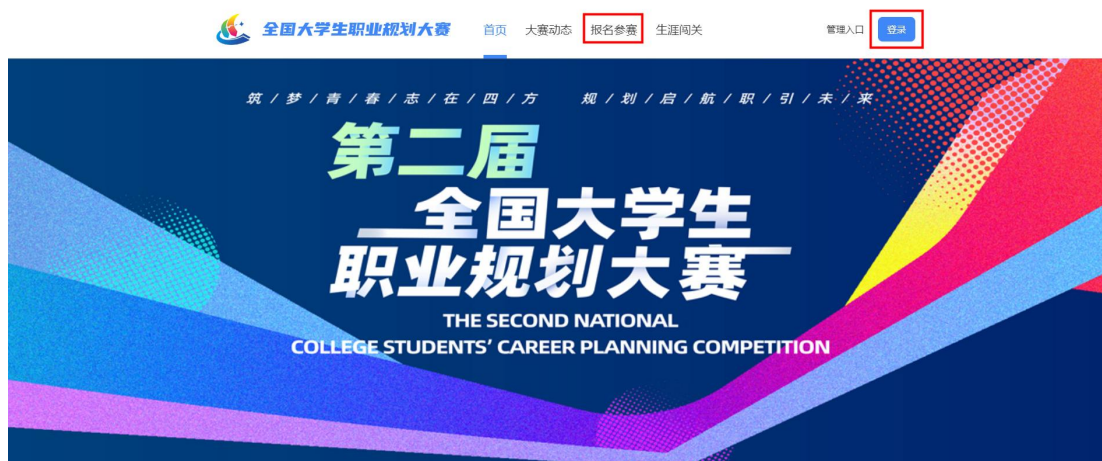 全国大学生职业规划大赛 首页 大赛动态 报名参赛 生涯闯关 管理入口 登录
筑/梦/青/春/志/在/四/方 规/划/启/航/职/引/未/来
第二届
全国大学生
职业规划大赛
THE SECOND NATIONAL
COLLEGE STUDENTS' CAREER PLANNING COMPETITION